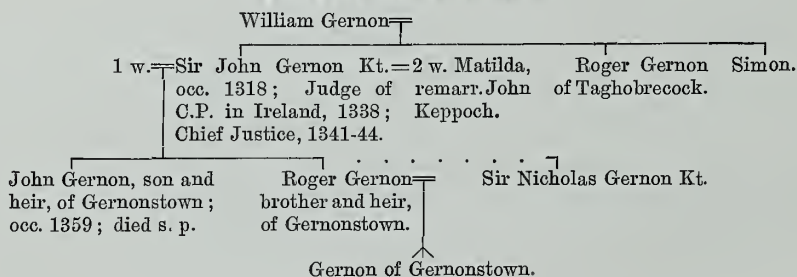 William Gernon
1 w. Sir John Gernon Kt. = 2 w. Matilda, Roger Gernon Simon.
occ. 1318; Judge of remarr. John of Taghobrecock.
C.P. in Ireland, 1338; Keppoch.
Chief Justice, 1341-44.
John Gernon, son and Roger Gernon Sir Nicholas Gernon Kt.
heir, of Gernonstown; brother and heir,
occ. 1359; died s. p. of Gernonstown.
Gernon of Gernonstown.